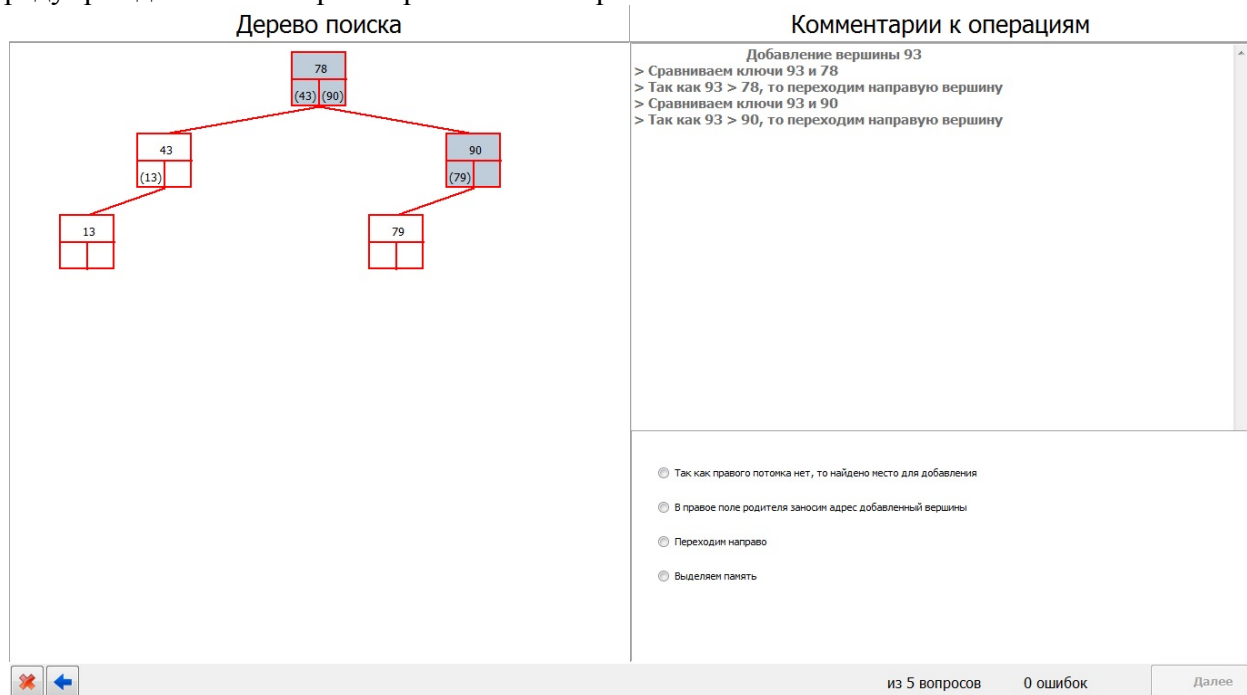 Дерево поиска
Комментарии к операциям
78
(43) (90)
43
90
(13)
(79)
13
79
Добавление вершины 93
> Сравниваем ключи 93 и 78
> Так как 93 > 78, то переходим направую вершину
> Сравниваем ключи 93 и 90
> Так как 93 > 90, то переходим направую вершину
Так как правого потомка нет, то найдено место для добавления
В правое поле родителя заносим адрес добавленный вершины
Переходим направо
Выделяем память
из 5 вопросов
0 ошибок
Далее